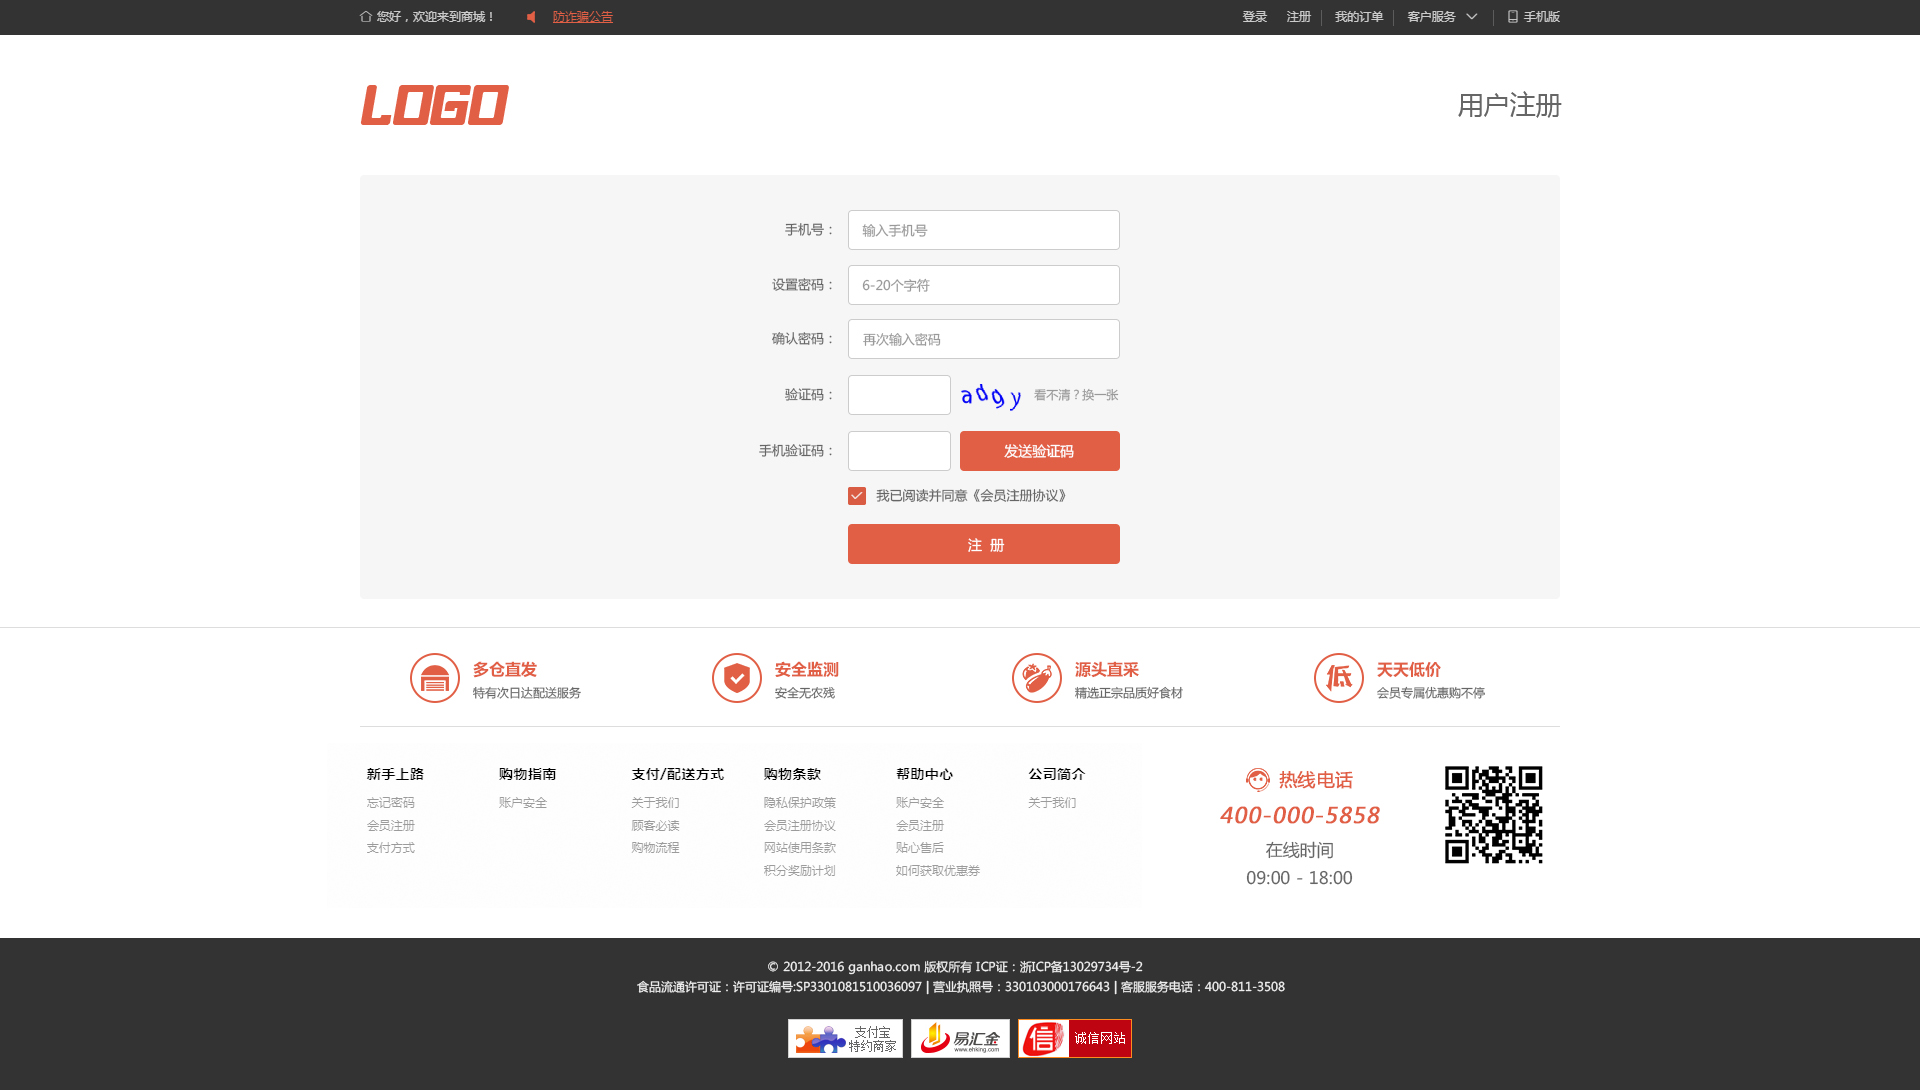 您好，欢迎来到商城！ 防诈骗公告 登录 注册 我的订单 客户服务 手机版
LOGO 用户注册
手机号： 输入手机号
设置密码： 6-20个字符
确认密码： 再次输入密码
验证码： adgy 看不清？换一张
手机验证码： 发送验证码
我已阅读并同意《会员注册协议》
注 册
多仓直发
特有次日达配送服务
安全监测
安全无农残
源头直采
精选正宗品质好食材
低
天天低价
会员专属优惠购不停
新手上路
忘记密码
会员注册
支付方式
购物指南
账户安全
支付/配送方式
关于我们
顾客必读
购物流程
购物条款
隐私保护政策
会员注册协议
网站使用条款
积分奖励计划
帮助中心
账户安全
会员注册
贴心售后
如何获取优惠券
公司简介
关于我们
热线电话
400-000-5858
在线时间
09:00 - 18:00
© 2012-2016 ganhao.com 版权所有 ICP证：浙ICP备13029734号-2
食品流通许可证：许可证编号:SP3301081510036097 | 营业执照号：330103000176643 | 客服服务电话：400-811-3508
支付宝
特约商家
易汇金
www.ehking.com
信 诚信网站